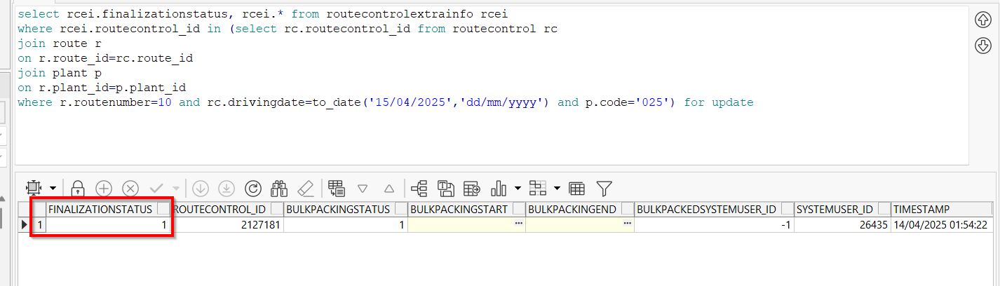 select rcei.finalizationstatus, rcei.* from routecontrolextrainfo rcei
where rcei.routecontrol_id in (select rc.routecontrol_id from routecontrol rc
join route r
on r.route_id=rc.route_id
join plant p
on r.plant_id=p.plant_id
where r.routenumber=10 and rc.drivingdate=to_date('15/04/2025','dd/mm/yyyy') and p.code='025') for update
FINALIZATIONSTATUS ROUTECONTROL_ID BULKPACKINGSTATUS BULKPACKINGSTART BULKPACKINGEND BULKPACKEDSYSTEMUSER_ID SYSTEMUSER_ID TIMESTAMP
1 1 2127181 1 ... ... -1 26435 14/04/2025 01:54:22